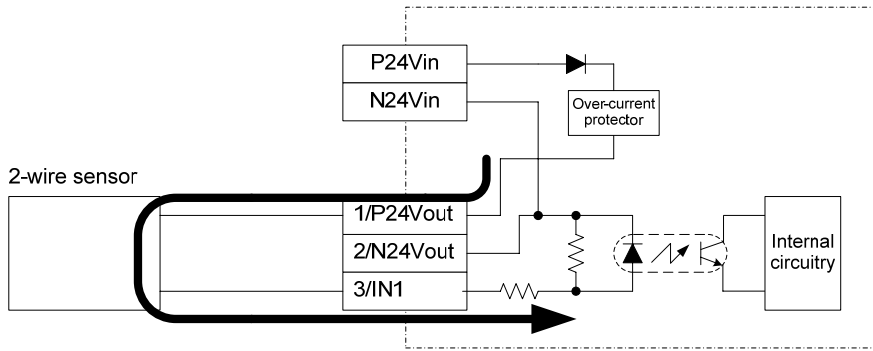 P24Vin
N24Vin
Over-current
protector
2-wire sensor
1/P24Vout
2/N24Vout
3/IN1
Internal
circuitry